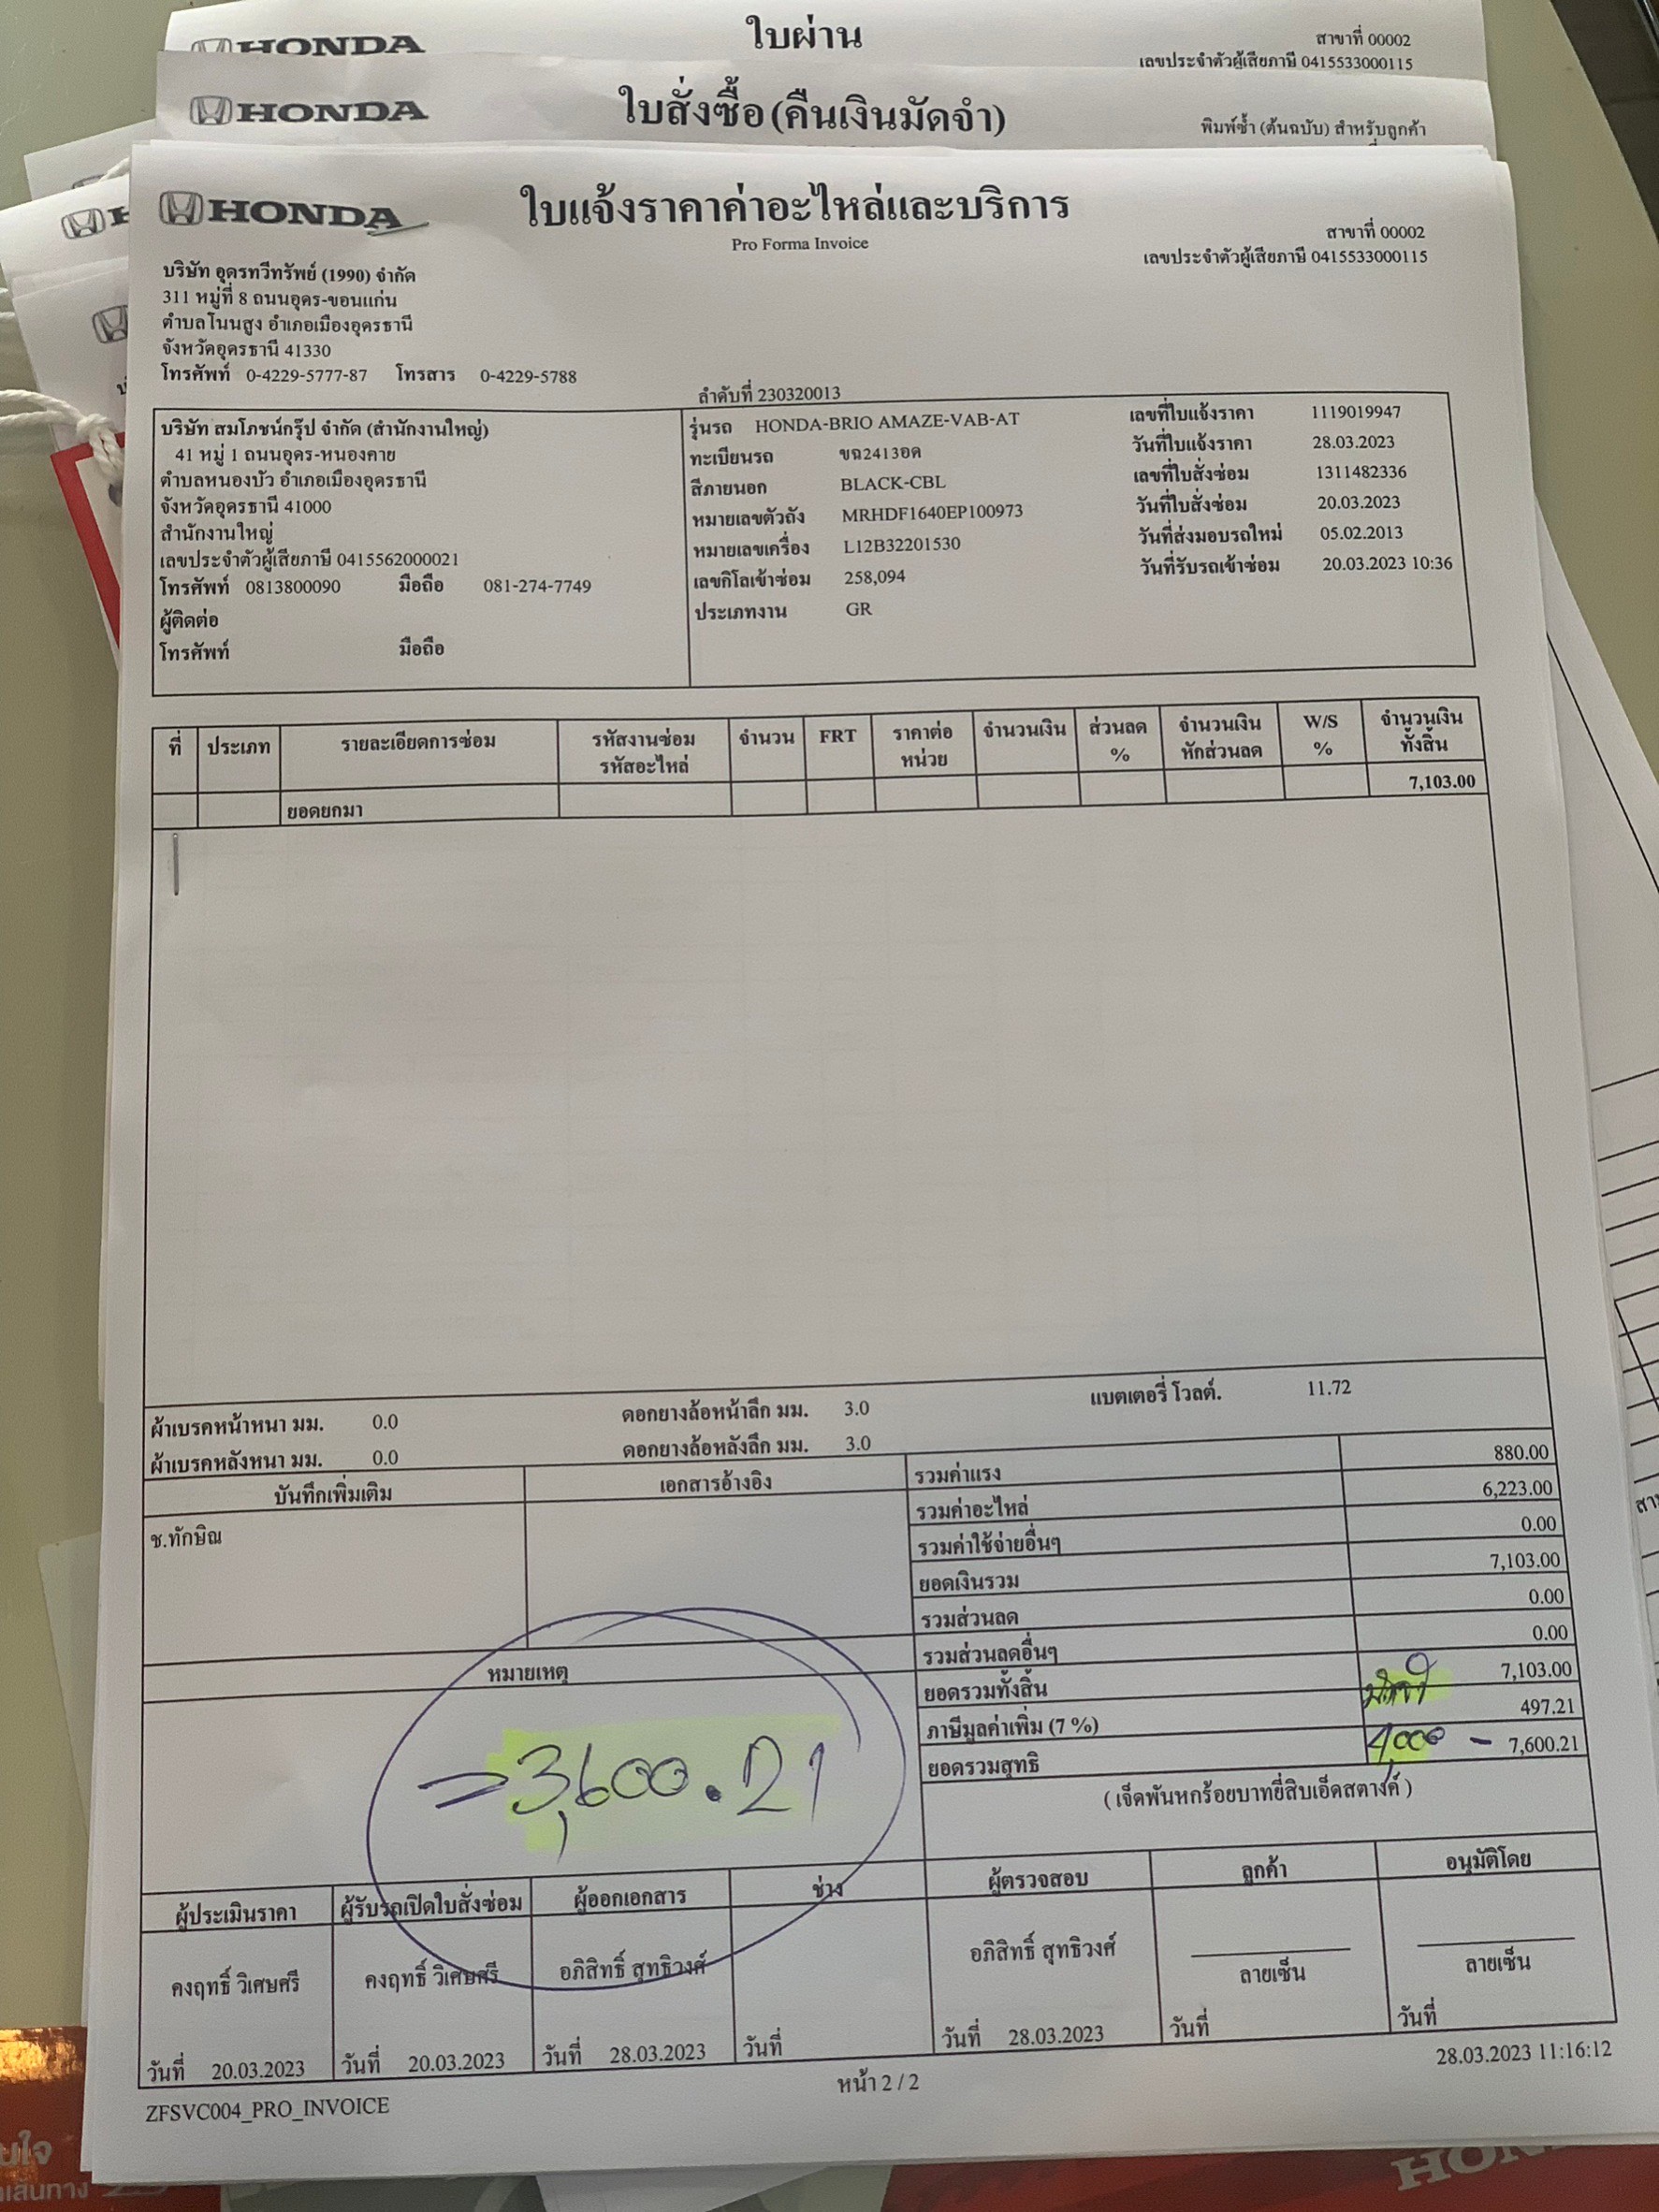 HONDA
ใบผ่าน
สาขาที่ 00002
เลขประจำตัวผู้เสียภาษี 0415533000115
HONDA
ใบสั่งซื้อ(คืนเงินมัดจำ)
พิมพ์ซ้ำ (ต้นฉบับ) สำหรับลูกค้า
HONDA
ใบแจ้งราคาค่าอะไหล่และบริการ
Pro Forma Invoice
สาขาที่ 00002
เลขประจำตัวผู้เสียภาษี 0415533000115
บริษัท อุดรทวีทรัพย์ (1990) จำกัด
311 หมู่ที่ 8 ถนนอุดร-ขอนแก่น
ตำบลโนนสูง อำเภอเมืองอุดรธานี
จังหวัดอุดรธานี 41330
โทรศัพท์ 0-4229-5777-87 โทรสาร 0-4229-5788
ลำดับที่ 230320013
บริษัท สมโภชน์กรุ๊ป จำกัด (สำนักงานใหญ่)
41 หมู่ 1 ถนนอุดร-หนองคาย
ตำบลหนองบัว อำเภอเมืองอุดรธานี
จังหวัดอุดรธานี 41000
สำนักงานใหญ่
เลขประจำตัวผู้เสียภาษี 0415562000021
โทรศัพท์ 0813800090 มือถือ 081-274-7749
ผู้ติดต่อ
โทรศัพท์ มือถือ
รุ่นรถ HONDA-BRIO AMAZE-VAB-AT
ทะเบียนรถ ขฉ2413อด
สีภายนอก BLACK-CBL
หมายเลขตัวถัง MRHDF1640EP100973
หมายเลขเครื่อง L12B32201530
เลขกิโลเข้าซ่อม 258,094
ประเภทงาน GR
เลขที่ใบแจ้งราคา 1119019947
วันที่ใบแจ้งราคา 28.03.2023
เลขที่ใบสั่งซ่อม 1311482336
วันที่ใบสั่งซ่อม 20.03.2023
วันที่ส่งมอบรถใหม่ 05.02.2013
วันที่รับรถเข้าซ่อม 20.03.2023 10:36
ที่ ประเภท รายละเอียดการซ่อม รหัสงานซ่อม รหัสอะไหล่ จำนวน FRT ราคาต่อ หน่วย จำนวนเงิน ส่วนลด % จำนวนเงิน หักส่วนลด W/S % จำนวนเงิน ทั้งสิ้น
ยอดยกมา 7,103.00
ผ้าเบรคหน้าหนา มม. 0.0 ดอกยางล้อหน้าลึก มม. 3.0 แบตเตอรี่ โวลต์. 11.72
ผ้าเบรคหลังหนา มม. 0.0 ดอกยางล้อหลังลึก มม. 3.0
บันทึกเพิ่มเติม เอกสารอ้างอิง
ช.ทักษิณ
รวมค่าแรง 880.00
รวมค่าอะไหล่ 6,223.00
รวมค่าใช้จ่ายอื่นๆ 0.00
ยอดเงินรวม 7,103.00
รวมส่วนลด 0.00
รวมส่วนลดอื่นๆ 0.00
ยอดรวมทั้งสิ้น มัดจำ 7,103.00
ภาษีมูลค่าเพิ่ม (7 %) 497.21
ยอดรวมสุทธิ 4,000 - 7,600.21
( เจ็ดพันหกร้อยบาทยี่สิบเอ็ดสตางค์ )
หมายเหตุ
= 3,600.21
ผู้ประเมินราคา ผู้รับรถเปิดใบสั่งซ่อม ผู้ออกเอกสาร ช่าง ผู้ตรวจสอบ ลูกค้า อนุมัติโดย
คงฤทธิ์ วิเศษศรี คงฤทธิ์ วิเศษศรี อภิสิทธิ์ สุทธิวงศ์ อภิสิทธิ์ สุทธิวงศ์ ลายเซ็น ลายเซ็น
วันที่ 20.03.2023 วันที่ 20.03.2023 วันที่ 28.03.2023 วันที่ วันที่ 28.03.2023 วันที่ วันที่
ZFSVC004_PRO_INVOICE
หน้า 2 / 2
28.03.2023 11:16:12